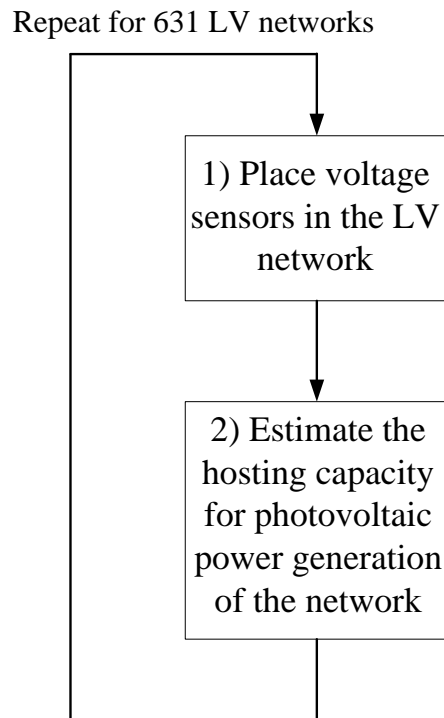 Repeat for 631 LV networks
1) Place voltage
sensors in the LV
network
2) Estimate the
hosting capacity
for photovoltaic
power generation
of the network